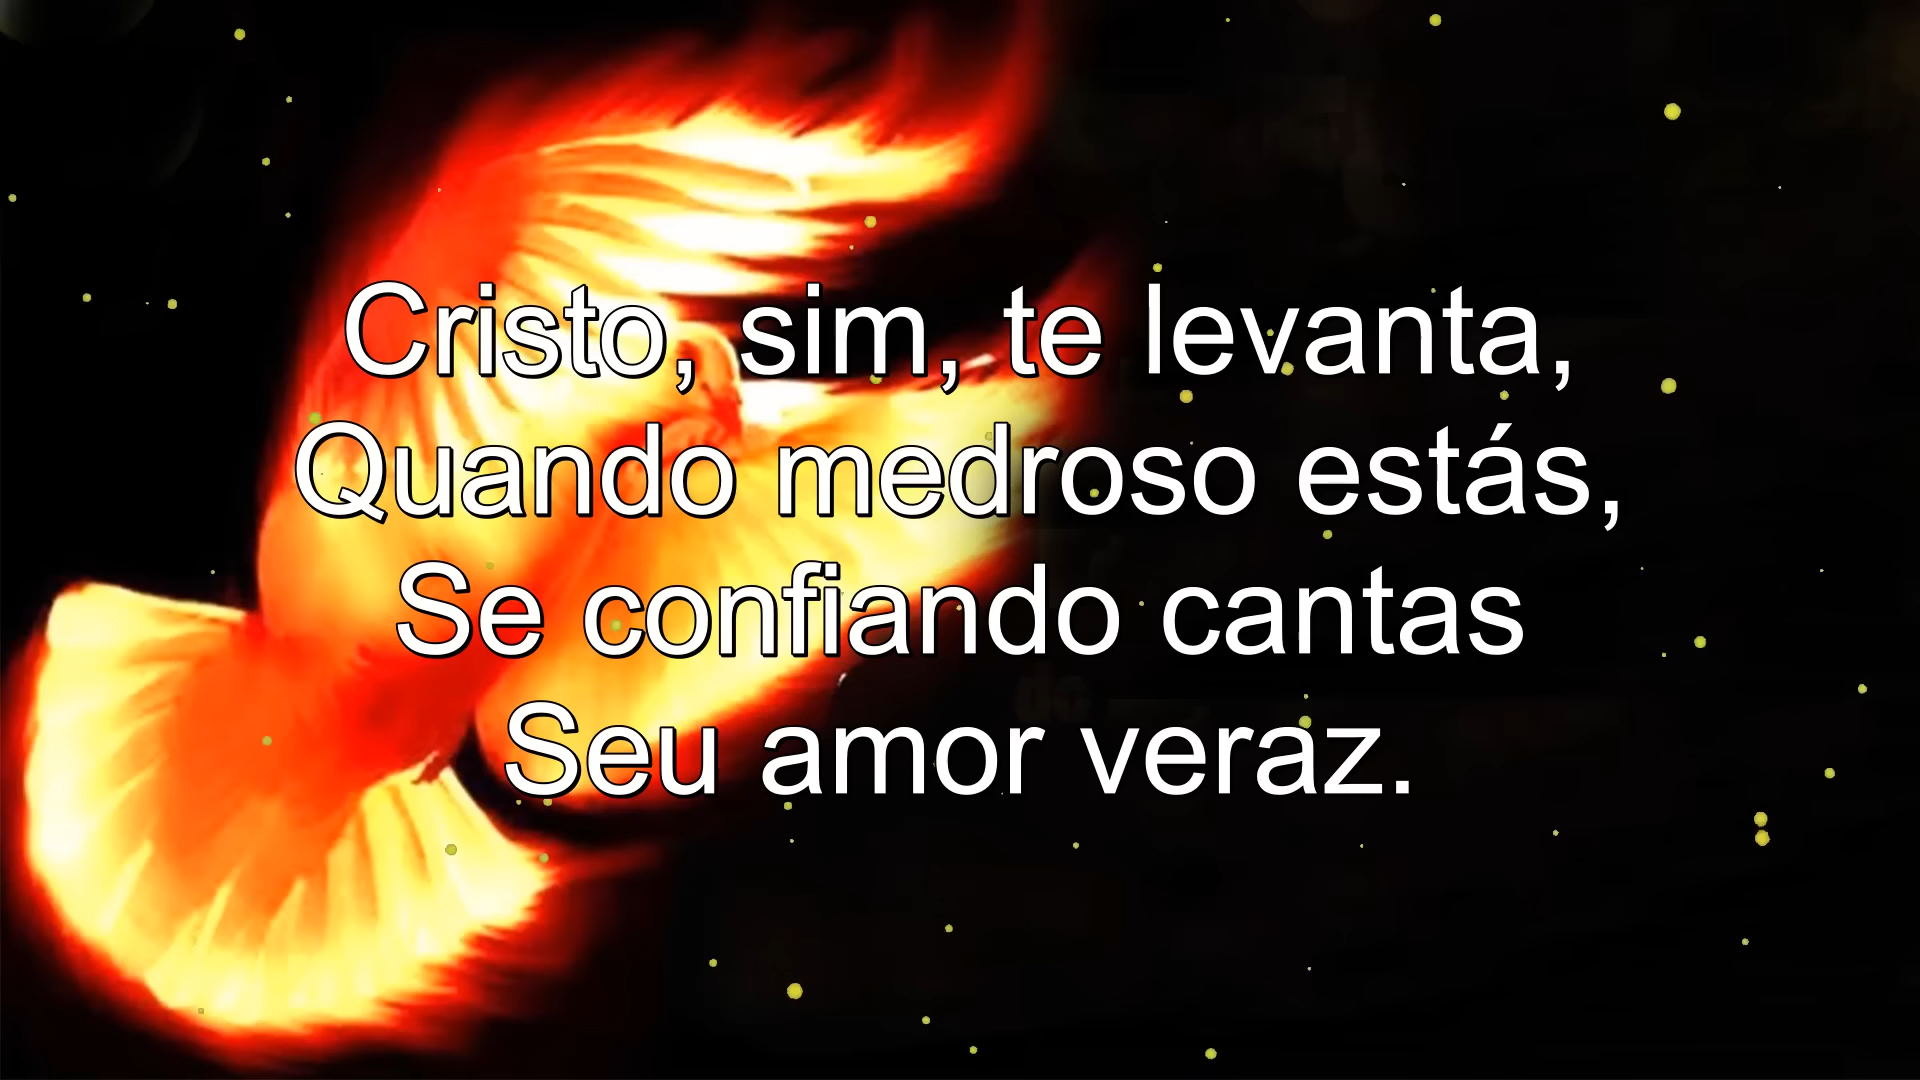 Cristo, sim, te levanta,
Quando medroso estás,
Se confiando cantas
Seu amor veraz.